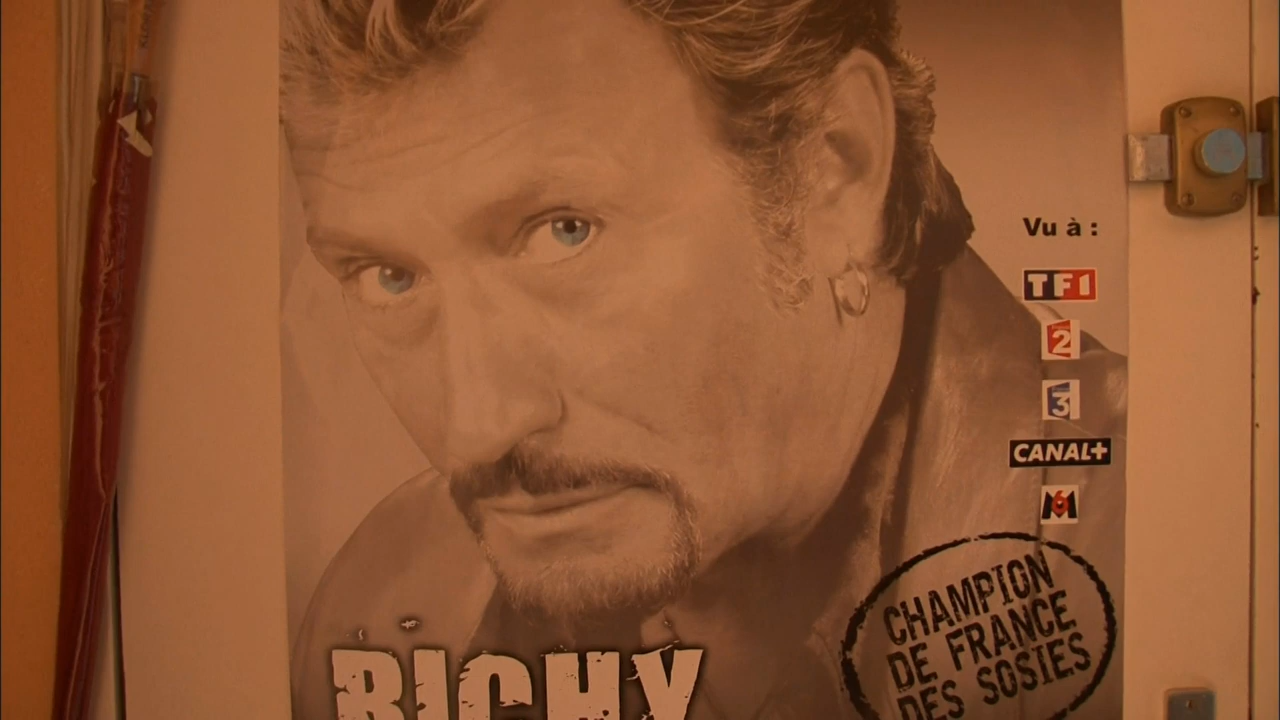 Vu à :
TF1
2
3
CANAL+
M6
CHAMPION
DE FRANCE
DES SOSIES
RICHY